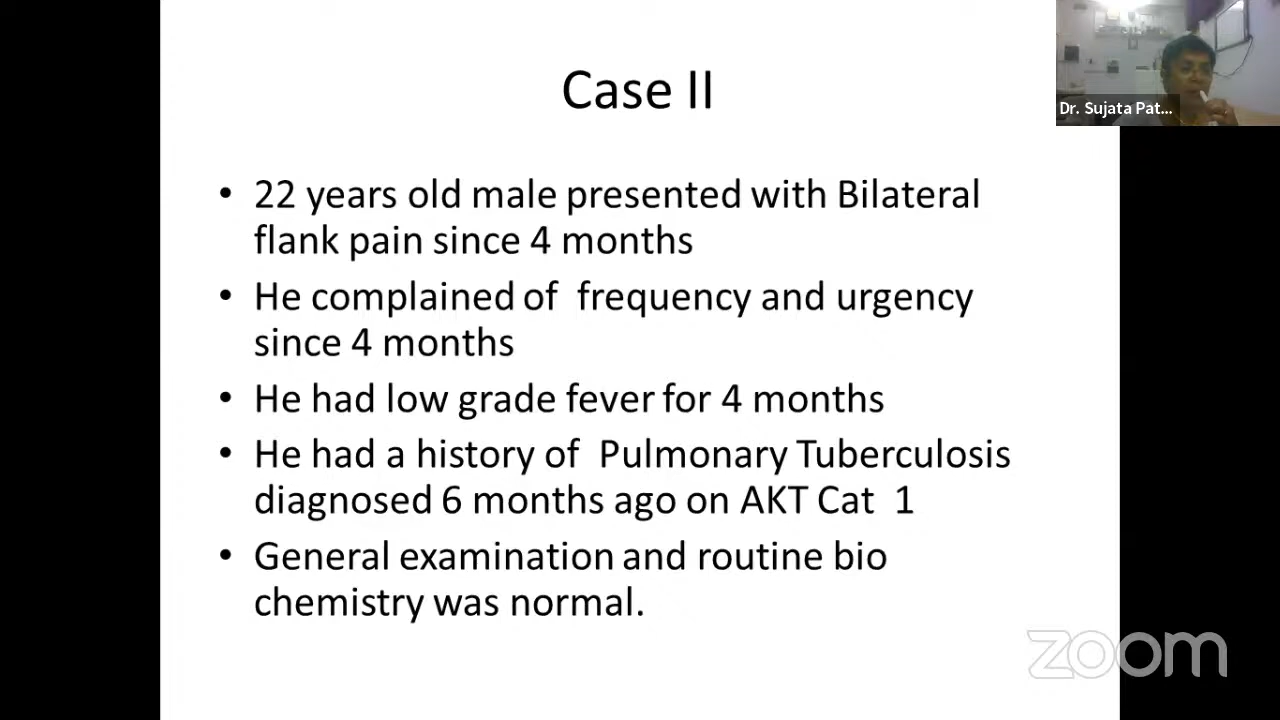 Case II
Dr. Sujata Pat...
• 22 years old male presented with Bilateral
flank pain since 4 months
• He complained of frequency and urgency
since 4 months
• He had low grade fever for 4 months
• He had a history of Pulmonary Tuberculosis
diagnosed 6 months ago on AKT Cat 1
• General examination and routine bio
chemistry was normal.
zoom